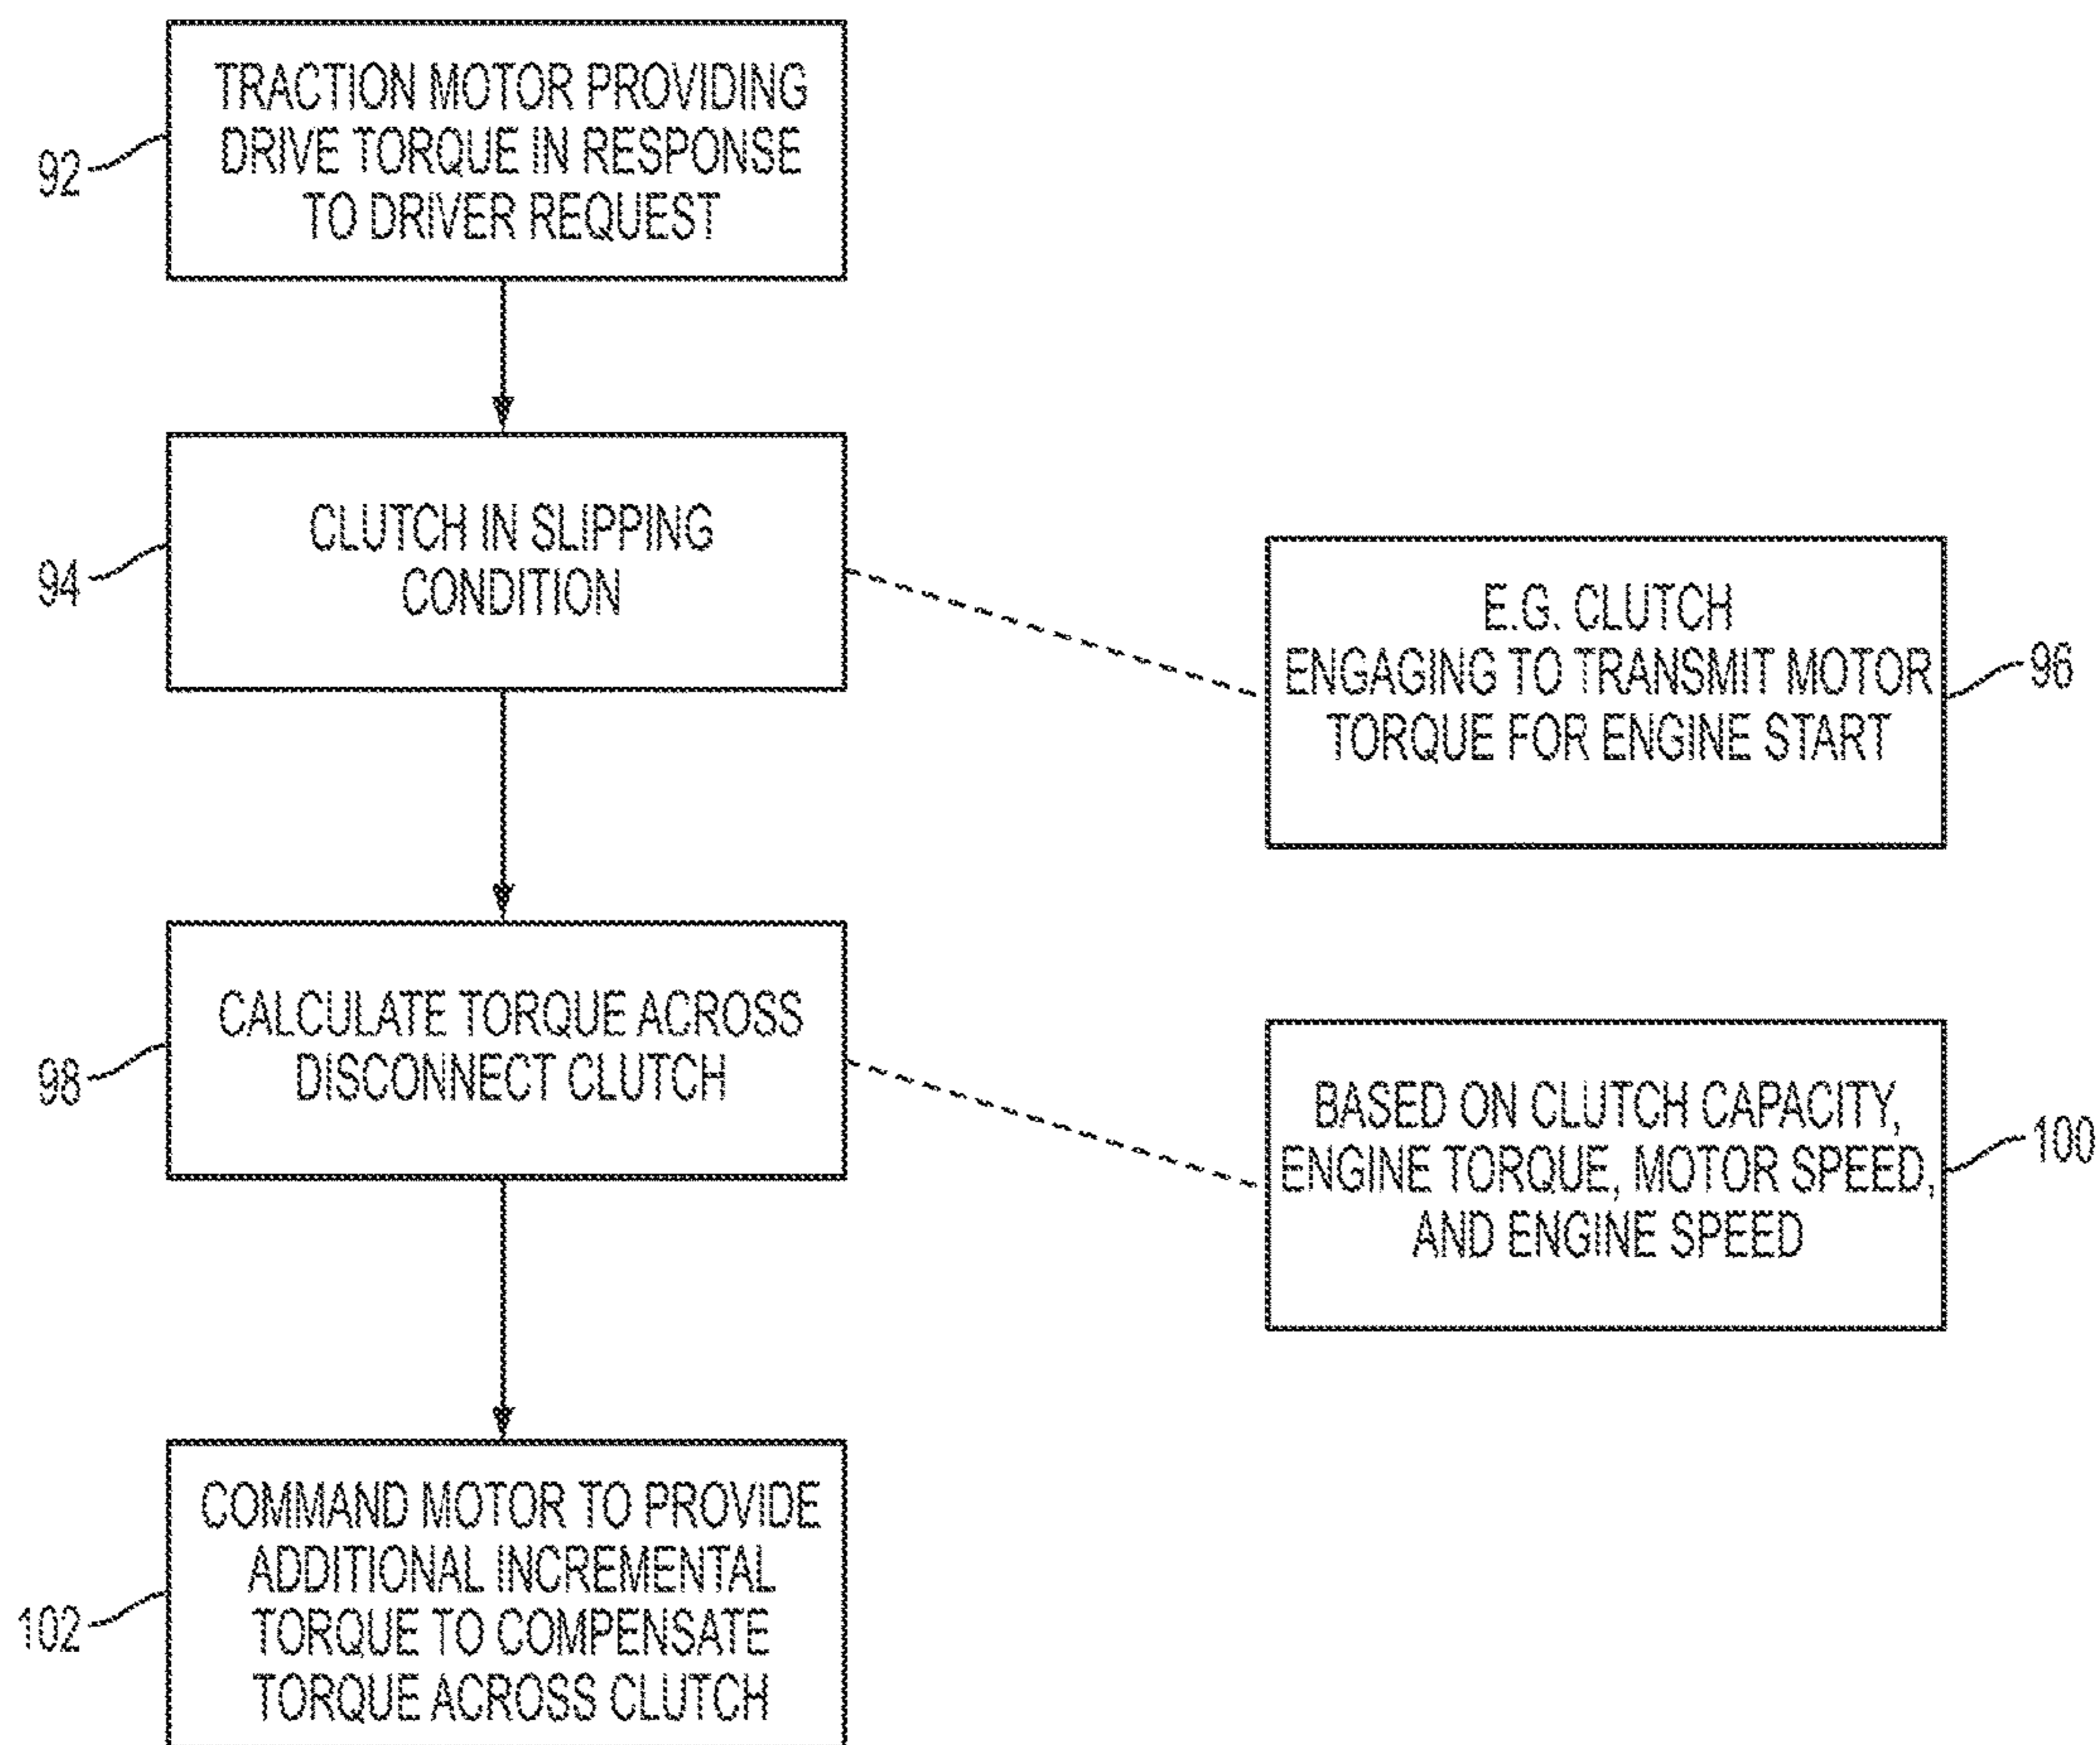 92
TRACTION MOTOR PROVIDING
DRIVE TORQUE IN RESPONSE
TO DRIVER REQUEST
94
CLUTCH IN SLIPPING
CONDITION
E.G. CLUTCH
ENGAGING TO TRANSMIT MOTOR
TORQUE FOR ENGINE START
96
98
CALCULATE TORQUE ACROSS
DISCONNECT CLUTCH
BASED ON CLUTCH CAPACITY,
ENGINE TORQUE, MOTOR SPEED,
AND ENGINE SPEED
100
102
COMMAND MOTOR TO PROVIDE
ADDITIONAL INCREMENTAL
TORQUE TO COMPENSATE
TORQUE ACROSS CLUTCH